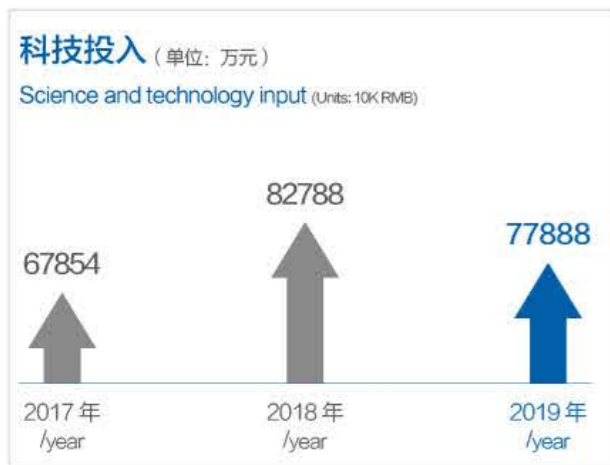 科技投入（单位：万元）
Science and technology input (Units: 10K RMB)
82788
77888
67854
2017 年
/year
2018 年
/year
2019 年
/year